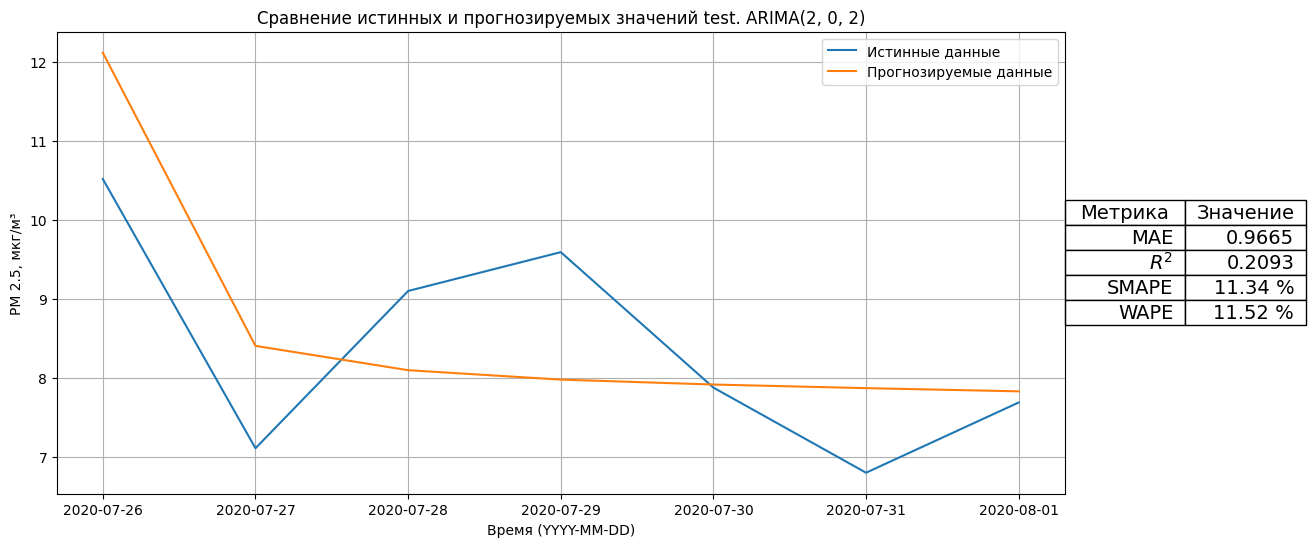 Сравнение истинных и прогнозируемых значений test. ARIMA(2, 0, 2)
Истинные данные
Прогнозируемые данные
PM 2.5, мкг/м³
12
11
10
9
8
7
2020-07-26 2020-07-27 2020-07-28 2020-07-29 2020-07-30 2020-07-31 2020-08-01
Время (YYYY-MM-DD)
Метрика Значение
MAE 0.9665
R² 0.2093
SMAPE 11.34 %
WAPE 11.52 %